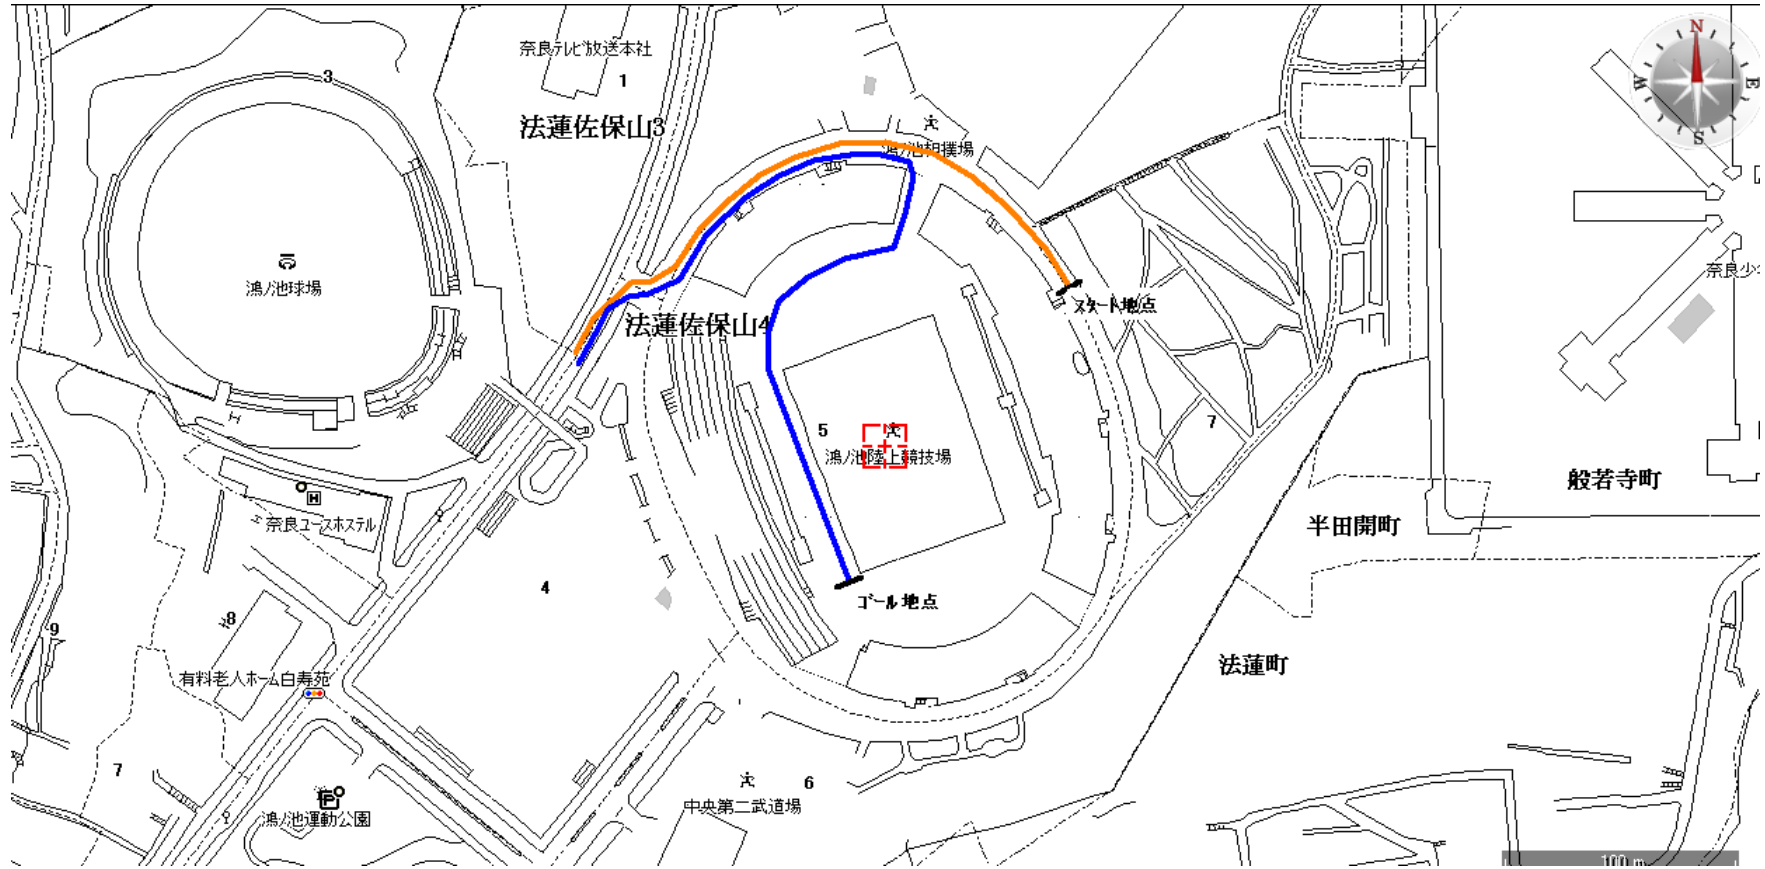 奈良テレビ放送本社
1
3
法蓮佐保山3
鴻ノ池相撲場
N
W
E
S
鴻ノ池球場
スタート地点
法蓮佐保山4
5
7
鴻ノ池陸上競技場
般若寺町
半田開町
H
奈良ユースホステル
4
ゴール地点
8
9
法蓮町
有料老人ホーム白寿苑
7
6
中央第二武道場
P
鴻ノ池運動公園
100 m